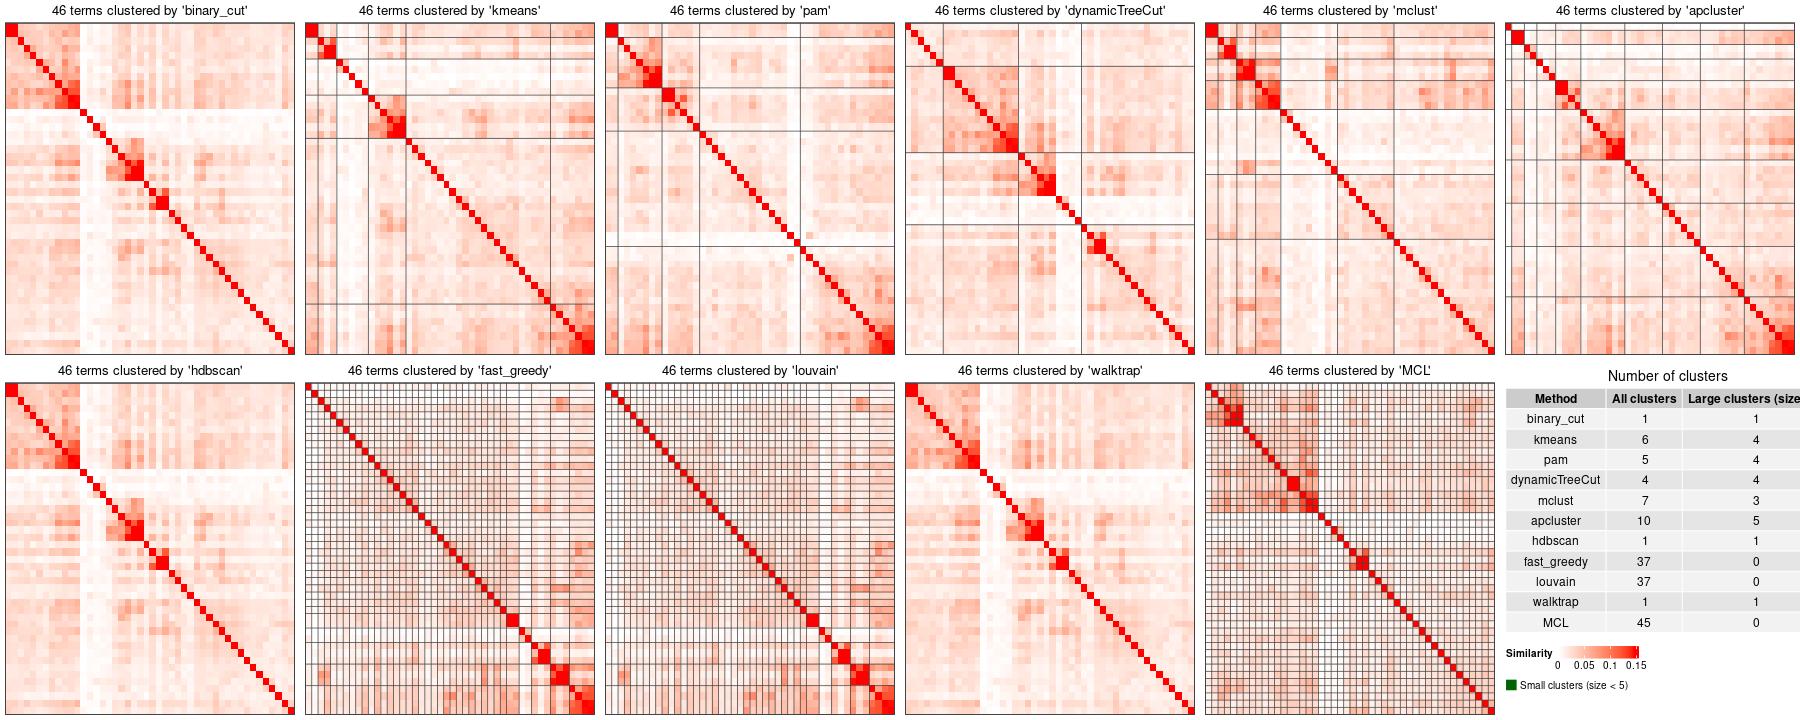 46 terms clustered by 'binary_cut'
46 terms clustered by 'kmeans'
46 terms clustered by 'pam'
46 terms clustered by 'dynamicTreeCut'
46 terms clustered by 'mclust'
46 terms clustered by 'apcluster'
46 terms clustered by 'hdbscan'
46 terms clustered by 'fast_greedy'
46 terms clustered by 'louvain'
46 terms clustered by 'walktrap'
46 terms clustered by 'MCL'
Number of clusters
Method All clusters Large clusters (size
binary_cut 1 1
kmeans 6 4
pam 5 4
dynamicTreeCut 4 4
mclust 7 3
apcluster 10 5
hdbscan 1 1
fast_greedy 37 0
louvain 37 0
walktrap 1 1
MCL 45 0
Similarity
0 0.05 0.1 0.15
Small clusters (size < 5)